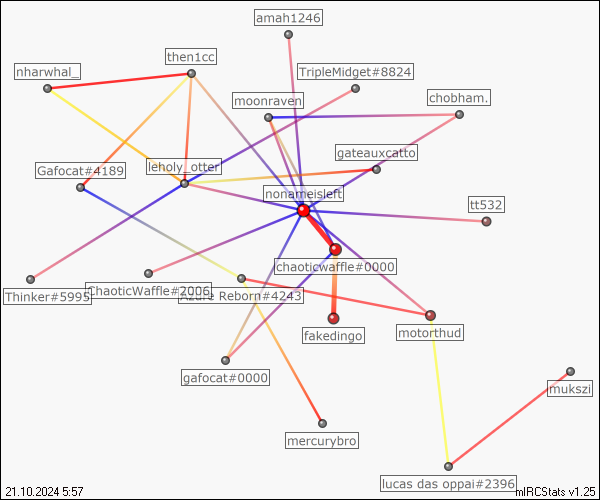 amah1246
then1cc
nharwhal_
TripleMidget#8824
moonraven
chobham.
gateauxcatto
Gafocat#4189
leholy_otter
nonameisleft
tt532
chaoticwaffle#0000
Thinker#5995
ChaoticWaffle#2006
Azure Reborn#4243
fakedingo
motorthud
gafocat#0000
mukszi
mercurybro
lucas das oppai#2396
21.10.2024 5:57
mIRCStats v1.25